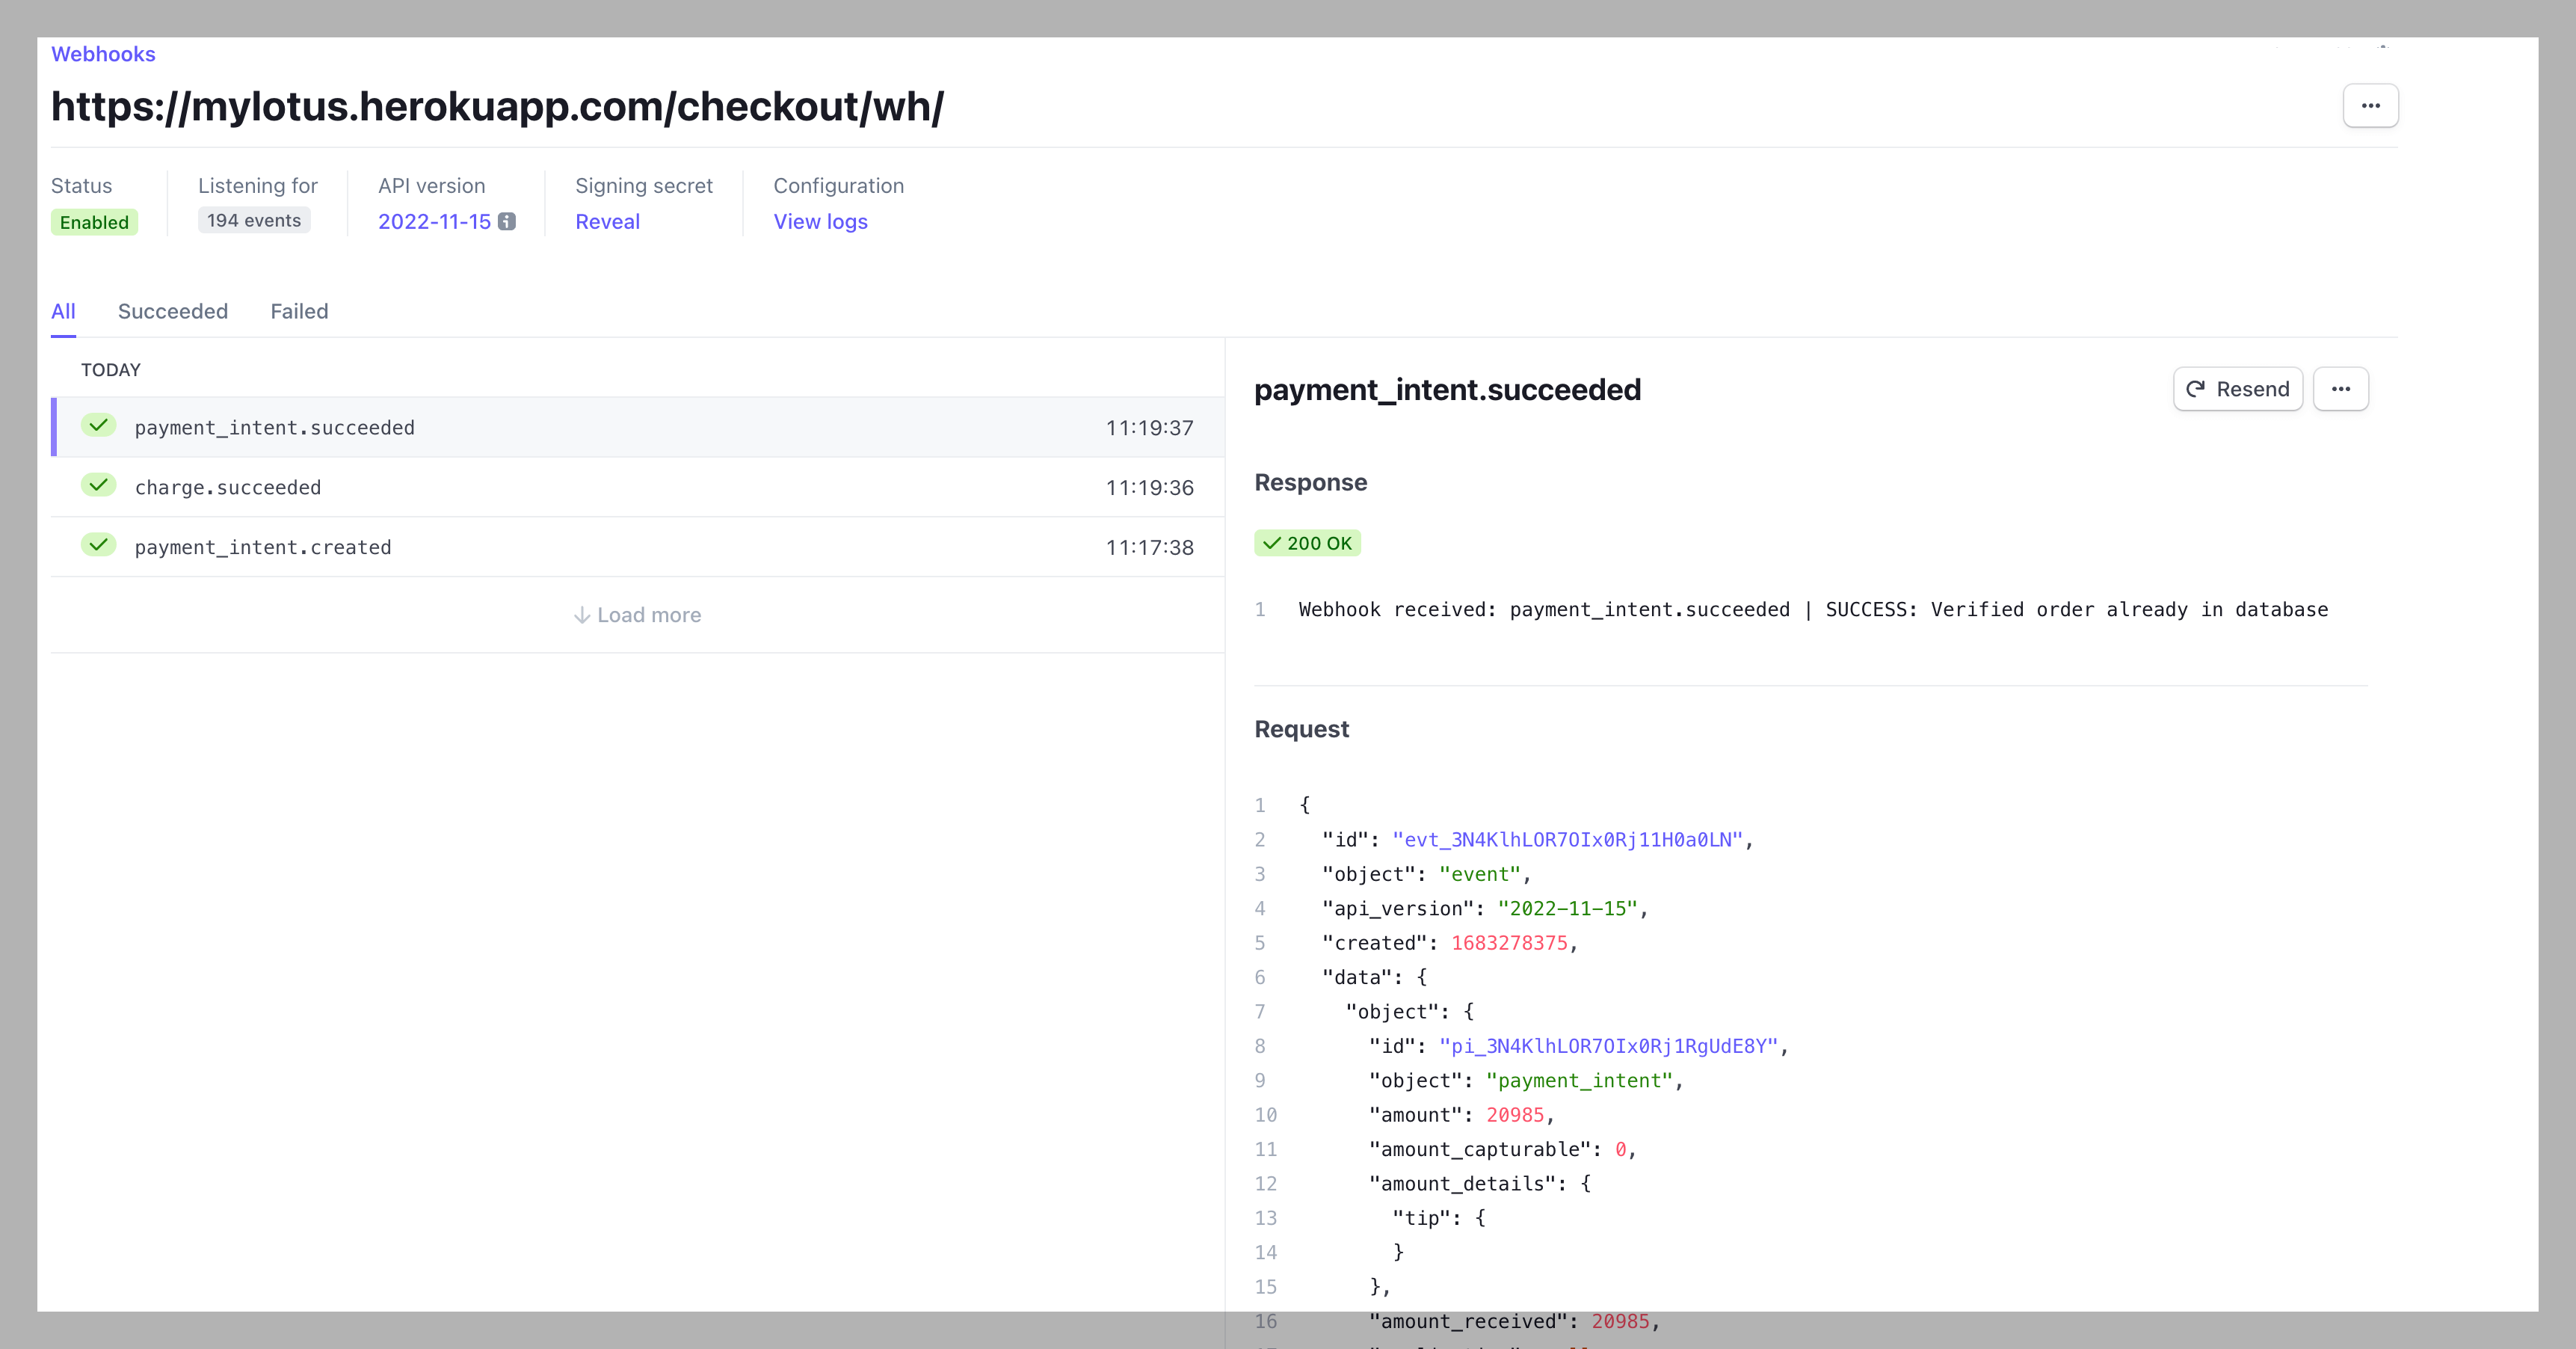 Webhooks
https://mylotus.herokuapp.com/checkout/wh/
Status
Enabled
Listening for
194 events
API version
2022-11-15
Signing secret
Reveal
Configuration
View logs
All Succeeded Failed
TODAY
payment_intent.succeeded 11:19:37
charge.succeeded 11:19:36
payment_intent.created 11:17:38
Load more
payment_intent.succeeded
Resend
Response
200 OK
1 Webhook received: payment_intent.succeeded | SUCCESS: Verified order already in database
Request
1 {
2 "id": "evt_3N4KlhLOR7OIx0Rj11H0a0LN",
3 "object": "event",
4 "api_version": "2022-11-15",
5 "created": 1683278375,
6 "data": {
7 "object": {
8 "id": "pi_3N4KlhLOR7OIx0Rj1RgUdE8Y",
9 "object": "payment_intent",
10 "amount": 20985,
11 "amount_capturable": 0,
12 "amount_details": {
13 "tip": {
14 }
15 },
16 "amount_received": 20985,